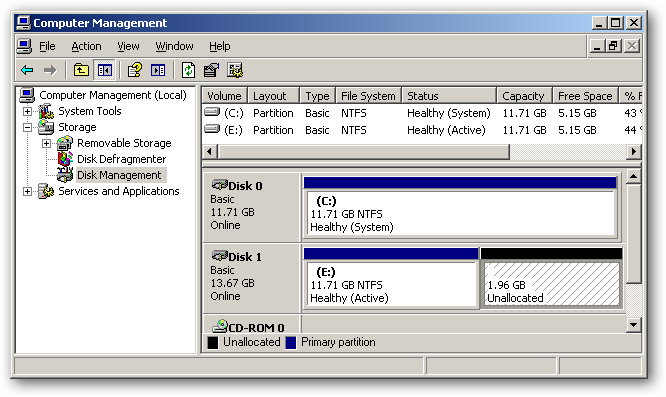 Computer Management
File Action View Window Help
Computer Management (Local)
System Tools
Storage
Removable Storage
Disk Defragmenter
Disk Management
Services and Applications
Volume Layout Type File System Status Capacity Free Space % F
(C:) Partition Basic NTFS Healthy (System) 11.71 GB 5.15 GB 43 %
(E:) Partition Basic NTFS Healthy (Active) 11.71 GB 5.15 GB 44 %
Disk 0
Basic
11.71 GB
Online
(C:)
11.71 GB NTFS
Healthy (System)
Disk 1
Basic
13.67 GB
Online
(E:)
11.71 GB NTFS
Healthy (Active)
1.96 GB
Unallocated
CD-ROM 0
Unallocated Primary partition